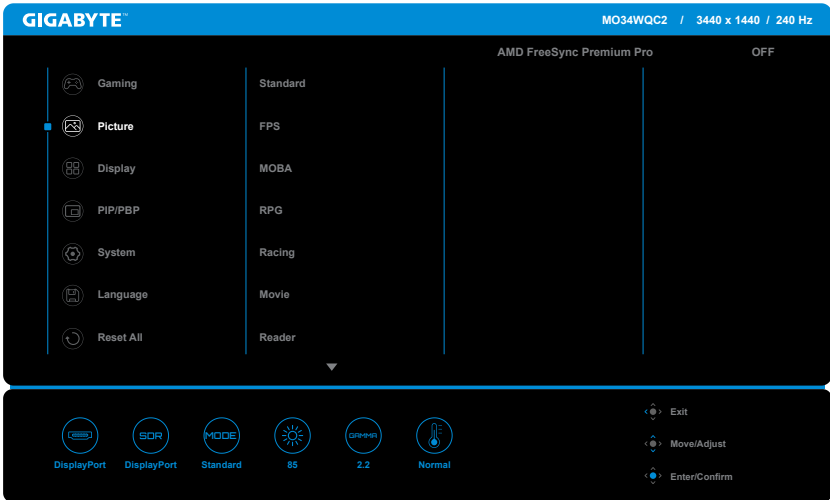 GIGABYTE™
MO34WQC2 / 3440 x 1440 / 240 Hz
AMD FreeSync Premium Pro OFF
Gaming Standard
Picture FPS
Display MOBA
PIP/PBP RPG
System Racing
Language Movie
Reset All Reader
SDR MODE GAMMA
DisplayPort DisplayPort Standard 85 2.2 Normal
Exit
Move/Adjust
Enter/Confirm